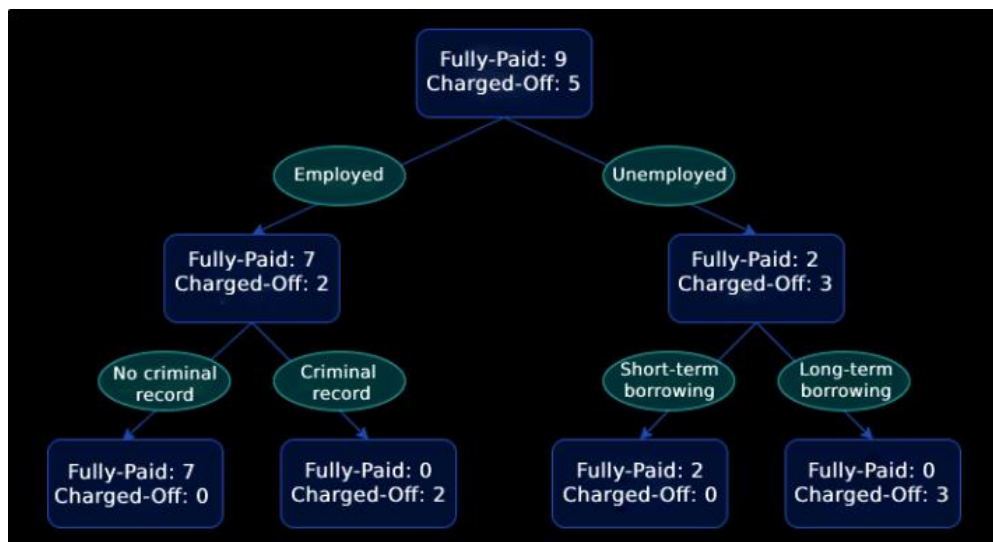 Fully-Paid: 9
Charged-Off: 5
Employed
Unemployed
Fully-Paid: 7
Charged-Off: 2
Fully-Paid: 2
Charged-Off: 3
No criminal
record
Criminal
record
Short-term
borrowing
Long-term
borrowing
Fully-Paid: 7
Charged-Off: 0
Fully-Paid: 0
Charged-Off: 2
Fully-Paid: 2
Charged-Off: 0
Fully-Paid: 0
Charged-Off: 3